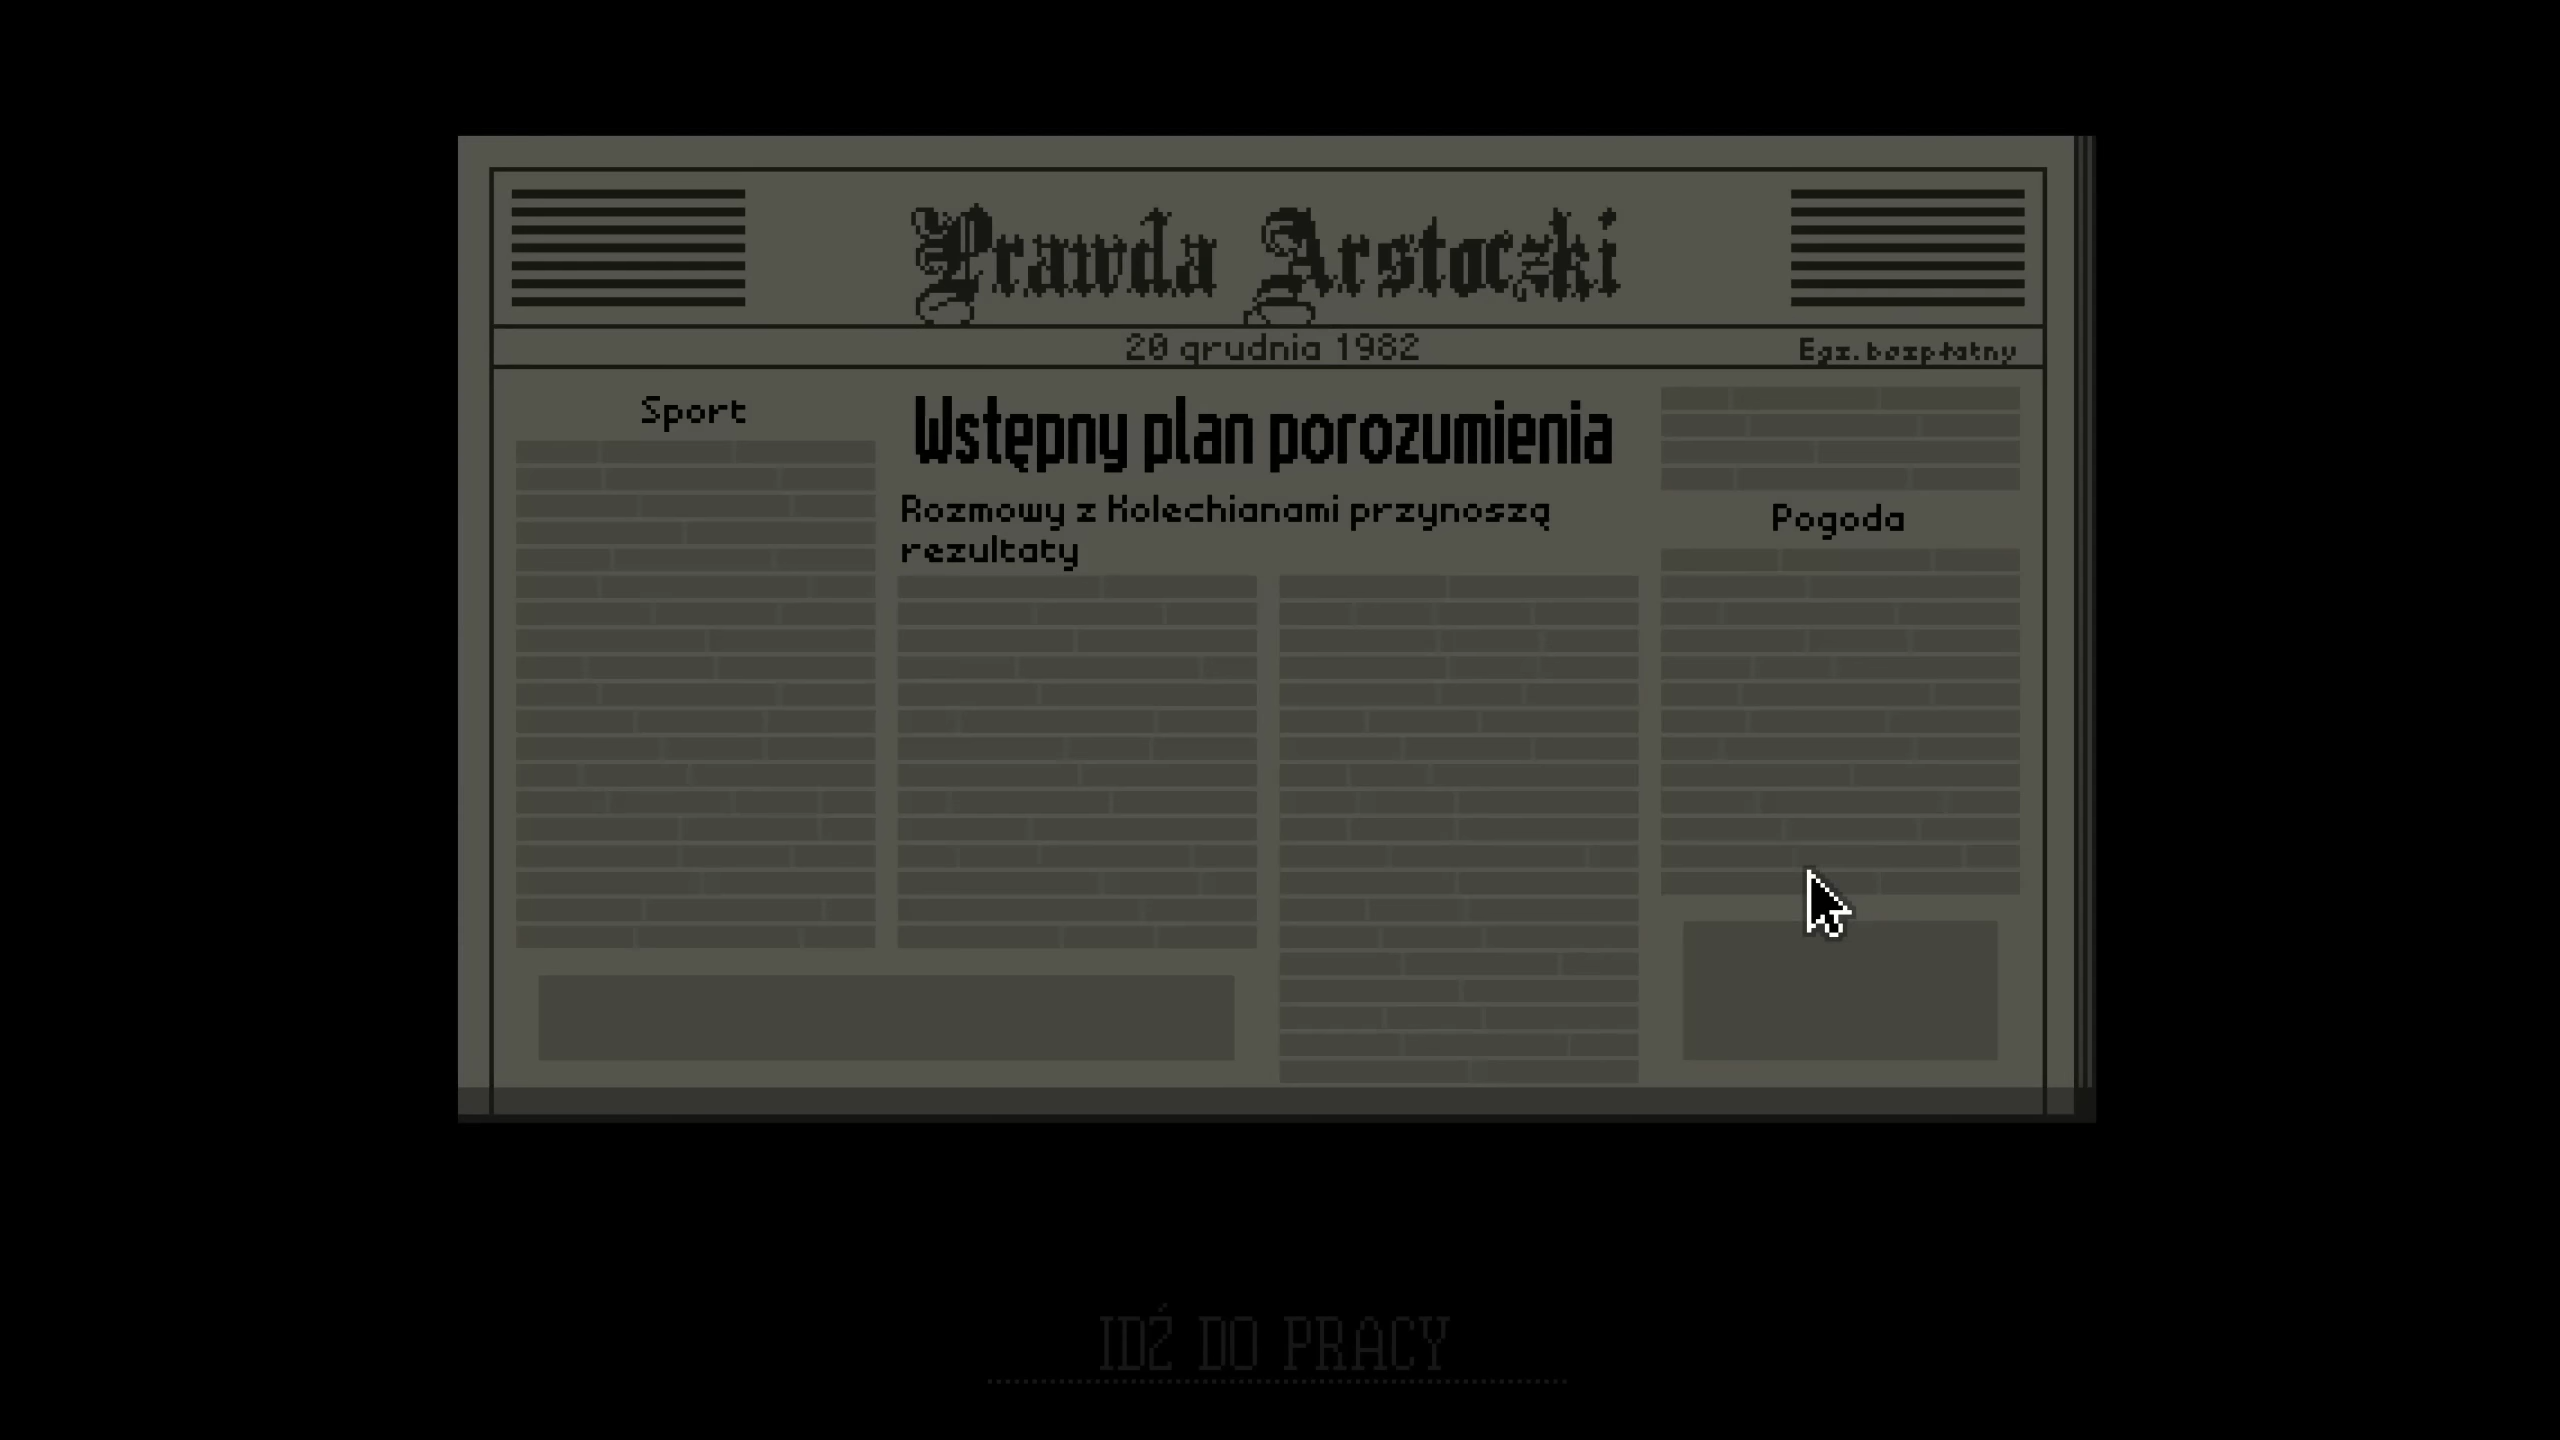 Prawda Arstoczki
20 grudnia 1982
Egz. bezpłatny
Sport
Wstępny plan porozumienia
Rozmowy z Kolechianami przynoszą
rezultaty
Pogoda
IDŹ DO PRACY